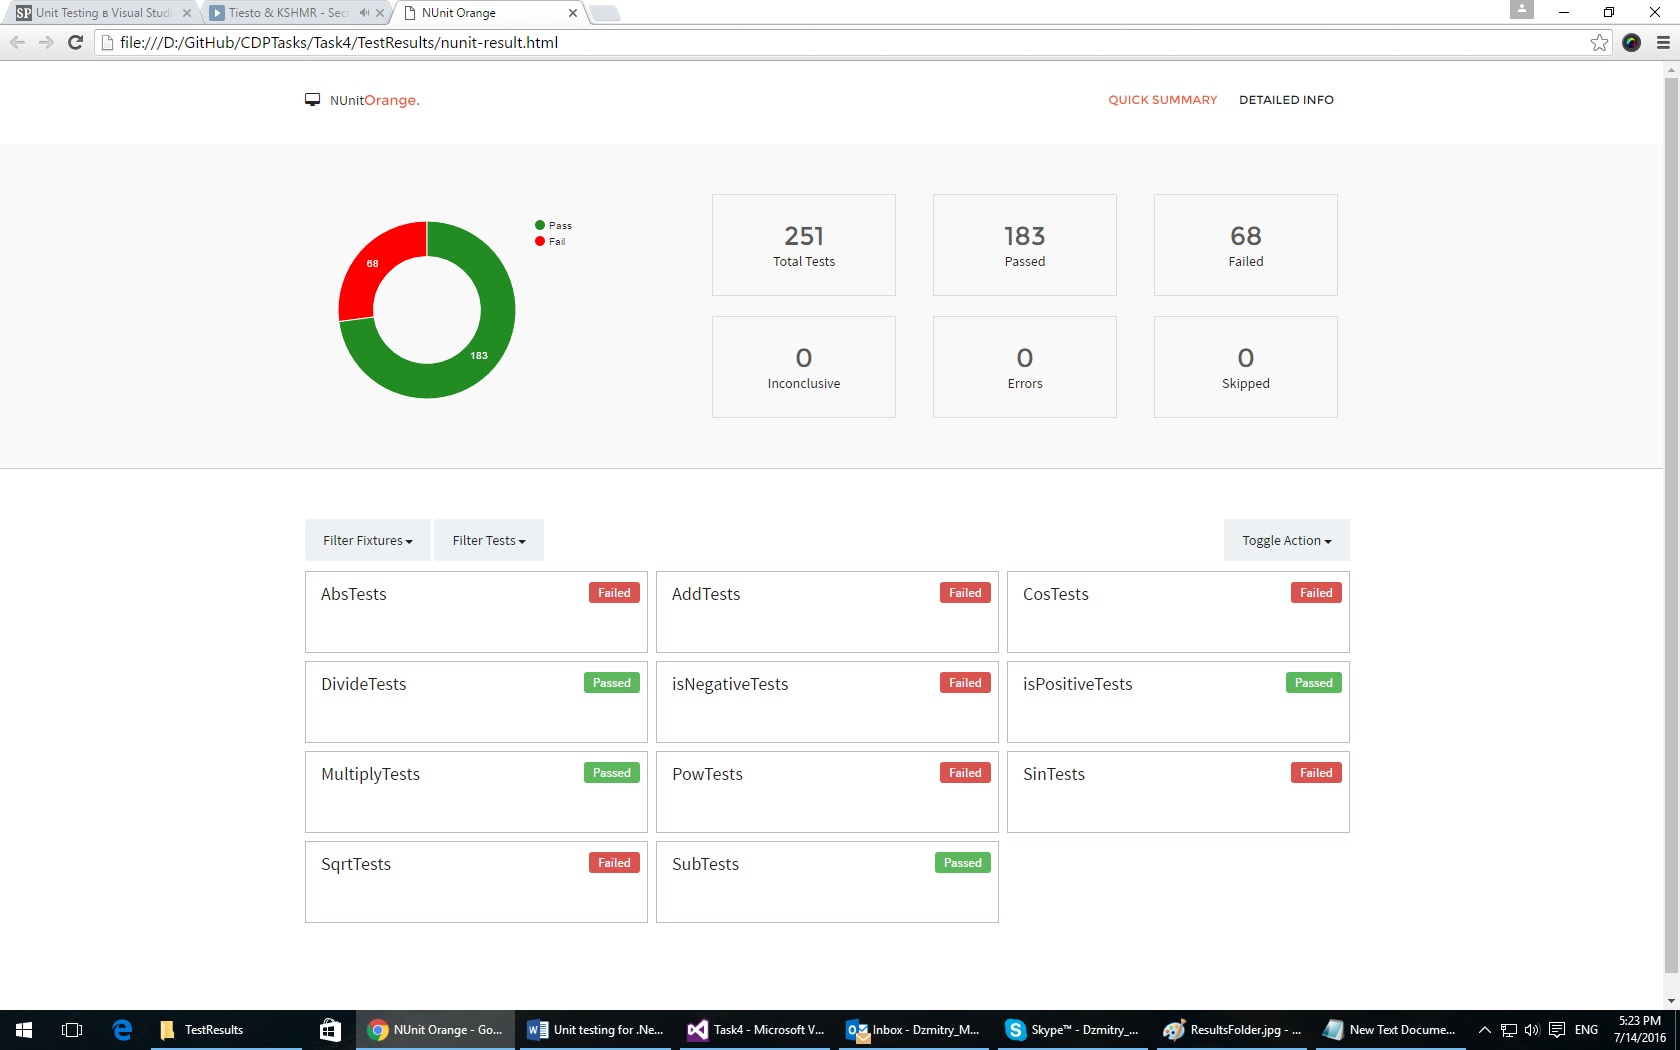 SP Unit Testing в Visual Studi
Tiesto & KSHMR - Secr
NUnit Orange
file:///D:/GitHub/CDPTasks/Task4/TestResults/nunit-result.html
NUnitOrange.
QUICK SUMMARY
DETAILED INFO
Pass
Fail
68
183
251
Total Tests
183
Passed
68
Failed
0
Inconclusive
0
Errors
0
Skipped
Filter Fixtures
Filter Tests
Toggle Action
AbsTests
Failed
AddTests
Failed
CosTests
Failed
DivideTests
Passed
isNegativeTests
Failed
isPositiveTests
Passed
MultiplyTests
Passed
PowTests
Failed
SinTests
Failed
SqrtTests
Failed
SubTests
Passed
TestResults
NUnit Orange - Go...
Unit testing for .Ne...
Task4 - Microsoft V...
Inbox - Dzmitry_M...
Skype™ - Dzmitry_...
ResultsFolder.jpg - ...
New Text Docume...
ENG
5:23 PM
7/14/2016